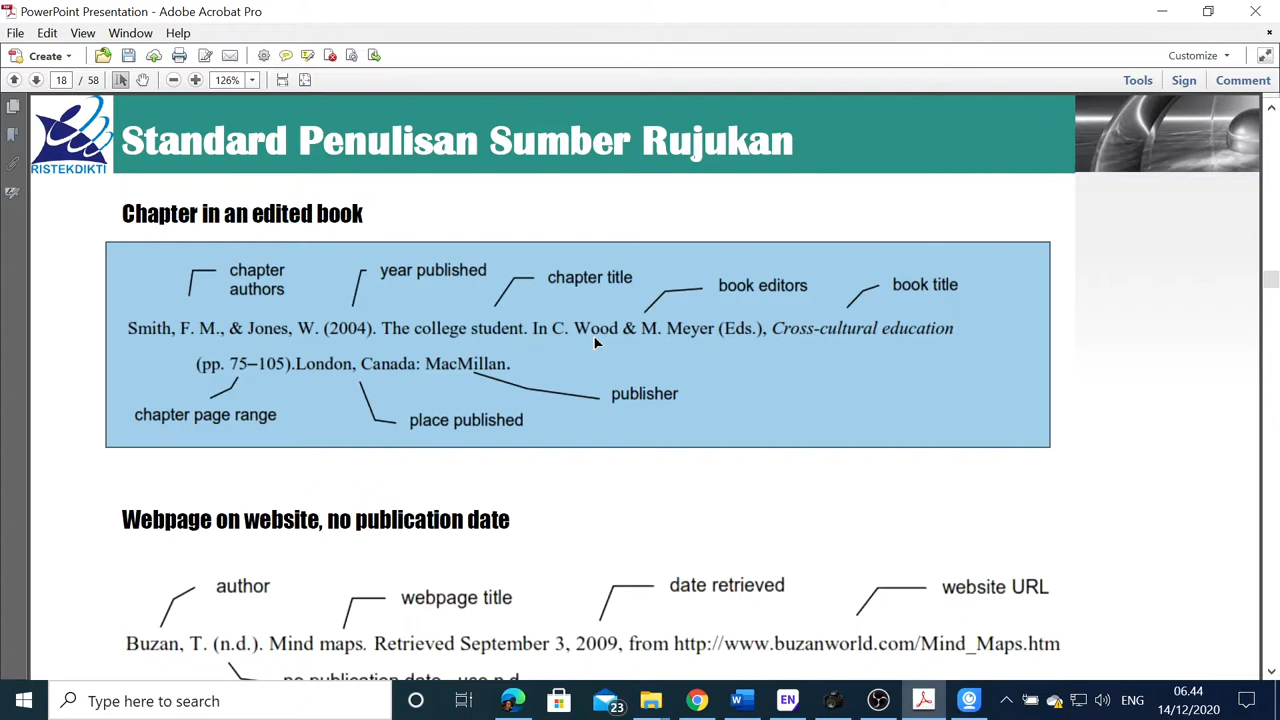 PowerPoint Presentation - Adobe Acrobat Pro
File Edit View Window Help
Create Customize
18 / 58 126% Tools Sign Comment
RISTEKDIKTI
Standard Penulisan Sumber Rujukan
Chapter in an edited book
chapter authors year published chapter title book editors book title
Smith, F. M., & Jones, W. (2004). The college student. In C. Wood & M. Meyer (Eds.), Cross-cultural education
(pp. 75–105).London, Canada: MacMillan.
publisher
chapter page range place published
Webpage on website, no publication date
author webpage title date retrieved website URL
Buzan, T. (n.d.). Mind maps. Retrieved September 3, 2009, from http://www.buzanworld.com/Mind_Maps.htm
no publication date
Type here to search 23 EN ENG 06.44
14/12/2020